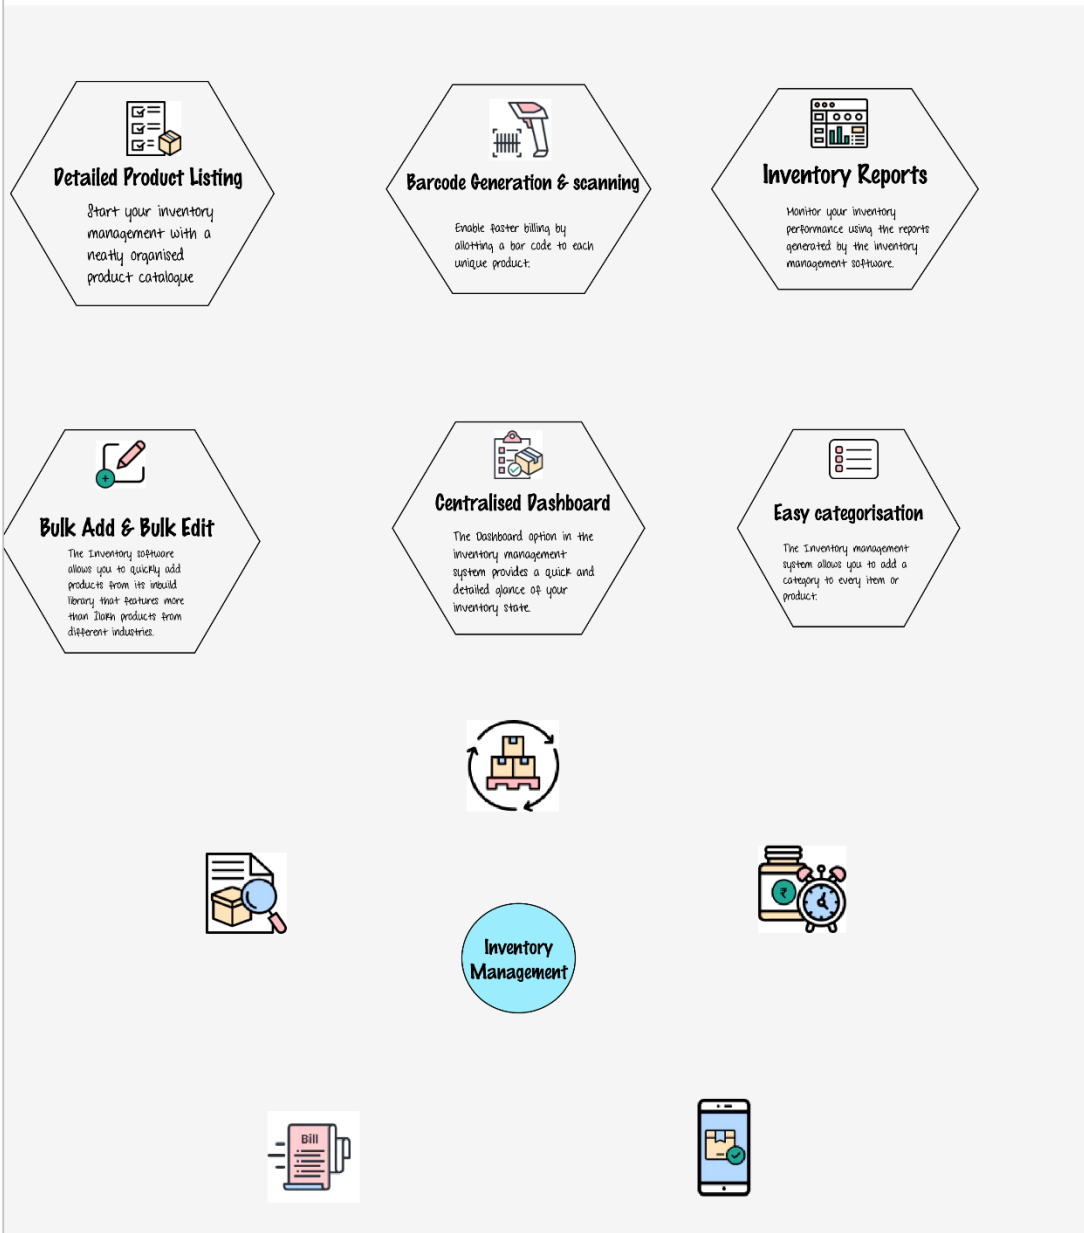 Detailed Product Listing
Start your inventory
management with a
neatly organised
product catalogue
Barcode Generation & scanning
Enable faster billing by
allotting a bar code to each
unique product.
Inventory Reports
Monitor your inventory
performance using the reports
generated by the inventory
management software.
Bulk Add & Bulk Edit
The Inventory software
allows you to quickly add
products from its inbuild
library that features more
than 1lakh products from
different industries.
Centralised Dashboard
The Dashboard option in the
inventory management
system provides a quick and
detailed glance of your
inventory state.
Easy categorisation
The Inventory management
system allows you to add a
category to every item or
product.
₹
Inventory
Management
Bill